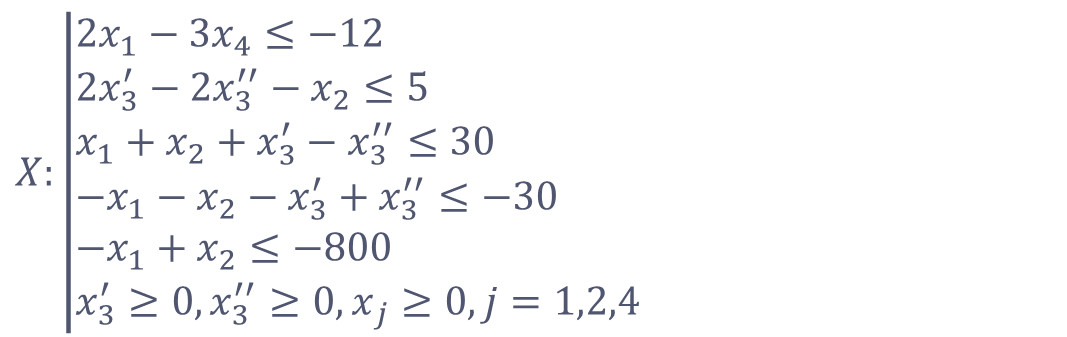 2x₁ − 3x₄ ≤ −12
2x₃′ − 2x₃″ − x₂ ≤ 5
x₁ + x₂ + x₃′ − x₃″ ≤ 30
X:
−x₁ − x₂ − x₃′ + x₃″ ≤ −30
−x₁ + x₂ ≤ −800
x₃′ ≥ 0, x₃″ ≥ 0, xⱼ ≥ 0, j = 1,2,4